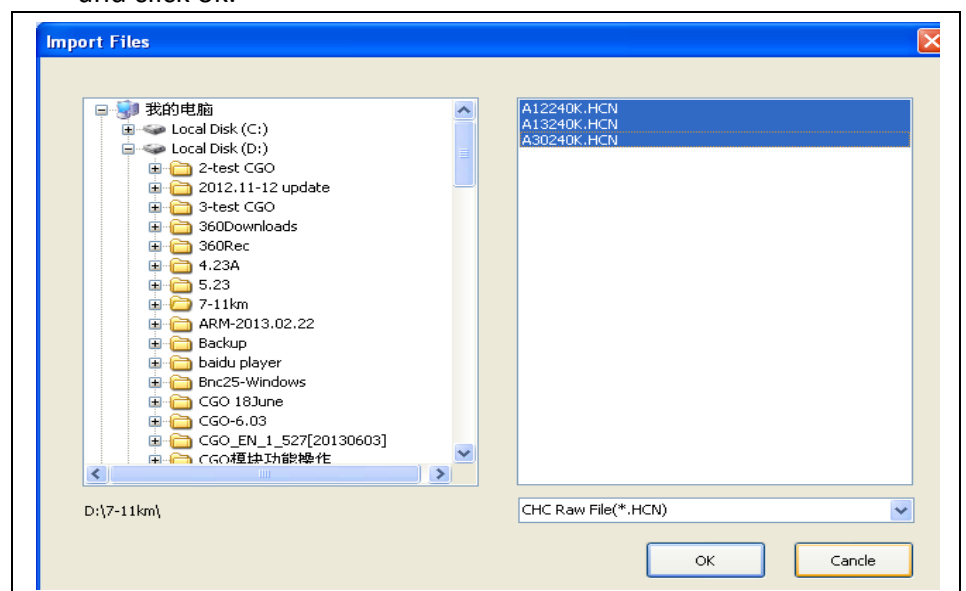 and click ok.
Import Files
我的电脑
Local Disk (C:)
Local Disk (D:)
2-test CGO
2012.11-12 update
3-test CGO
360Downloads
360Rec
4.23A
5.23
7-11km
ARM-2013.02.22
Backup
baidu player
Bnc25-Windows
CGO 18June
CGO-6.03
CGO_EN_1_527[20130603]
CGO模块功能操作
D:\7-11km\
A12240K.HCN
A13240K.HCN
A30240K.HCN
CHC Raw File(*.HCN)
OK
Cancle